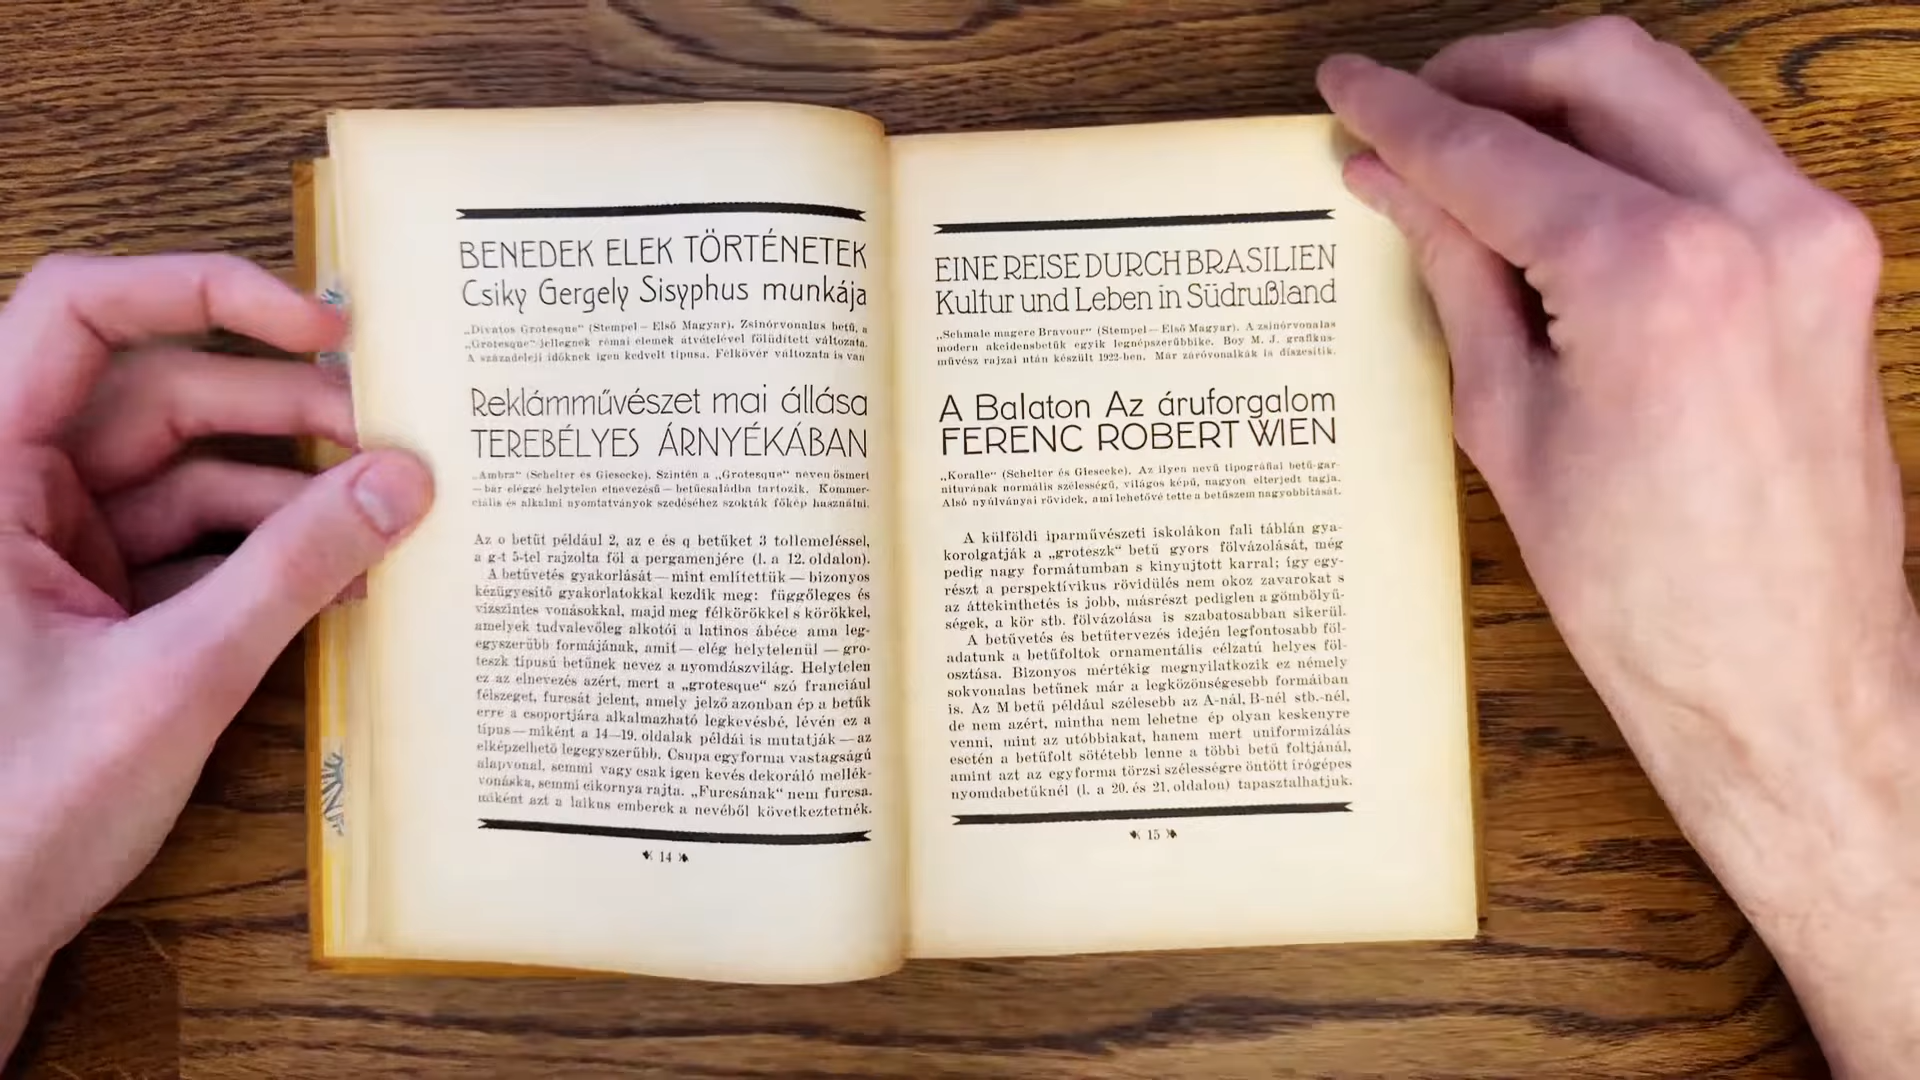 BENEDEK ELEK TÖRTÉNETEK
Csiky Gergely Sisyphus munkája
„Divatos Grotesque“ (Stempel — Első Magyar). Zsinórvonalus betű, a
„Grotesque“ jellegnek római elemek átvételével fölüdített változata.
A századeleji időknek igen kedvelt típusa. Félkövér változata is van
Reklámművészet mai állása
TEREBÉLYES ÁRNYÉKÁBAN
„Ambra“ (Schelter és Giesecke). Szintén a „Grotesque“ néven ösmert
— bár eléggé helytelen elnevezésű — betűcsaládba tartozik. Kommer-
ciális és alkalmi nyomtatványok szedéséhez szokták főkép használni.
Az o betűt például 2, az e és q betűket 3 tollemeléssel,
a g-t 5-tel rajzolta föl a pergamenjére (l. a 12. oldalon).
A betűvetés gyakorlását — mint említettük — bizonyos
kézügyesítő gyakorlatokkal kezdik meg: függőleges és
vízszintes vonásokkal, majd meg félkörökkel s körökkel,
amelyek tudvalevőleg alkotói a latinos ábéce ama leg-
egyszerűbb formájának, amit — elég helytelenül — gro-
teszk típusú betűnek nevez a nyomdászvilág. Helytelen
ez az elnevezés azért, mert a „grotesque“ szó franciául
félszeget, furcsát jelent, amely jelző azonban ép a betűk
erre a csoportjára alkalmazható legkevésbé, lévén ez a
típus — miként a 14—19. oldalak példái is mutatják — az
elképzelhető legegyszerűbb. Csupa egyforma vastagságú
alapvonal, semmi vagy csak igen kevés dekoráló mellék-
vonáska, semmi cikornya rajta. „Furcsának“ nem furcsa.
miként azt a laikus emberek a nevéből következtetnék.
14
EINE REISE DURCH BRASILIEN
Kultur und Leben in Südrußland
„Schmale magere Bravour“ (Stempel — Első Magyar). A zsinórvonalas
modern akcidensbetűk egyik legnépszerűbbike. Boy M. J. grafikus-
művész rajzai után készült 1922-ben. Már záróvonalkák is díszesítik.
A Balaton Az áruforgalom
FERENC ROBERT WIEN
„Koralle“ (Schelter és Giesecke). Az ilyen nevű tipográfiai betű-gar-
nitúrának normális szélességű, világos képű, nagyon elterjedt tagja.
Alsó nyúlványai rövidek, ami lehetővé tette a betűszem nagyobbítását.
A külföldi iparművészeti iskolákon fali táblán gya-
korolgatják a „groteszk“ betű gyors fölvázolását, még
pedig nagy formátumban s kinyujtott karral; így egy-
részt a perspektívikus rövidülés nem okoz zavarokat s
az áttekinthetés is jobb, másrészt pediglen a gömbölyű-
ségek, a kör stb. fölvázolása is szabatosabban sikerül.
A betűvetés és betűtervezés idején legfontosabb föl-
adatunk a betűfoltok ornamentális célzatú helyes föl-
osztása. Bizonyos mértékig megnyilatkozik ez némely
sokvonalas betűnek már a legközönségesebb formáiban
is. Az M betű például szélesebb az A-nál, B-nél stb.-nél,
de nem azért, mintha nem lehetne ép olyan keskenyre
venni, mint az utóbbiakat, hanem mert uniformizálás
esetén a betűfolt sötétebb lenne a többi betű foltjánál,
amint azt az egyforma törzsi szélességre öntött írógépes
nyomdabetűknél (l. a 20. és 21. oldalon) tapasztalhatjuk.
15